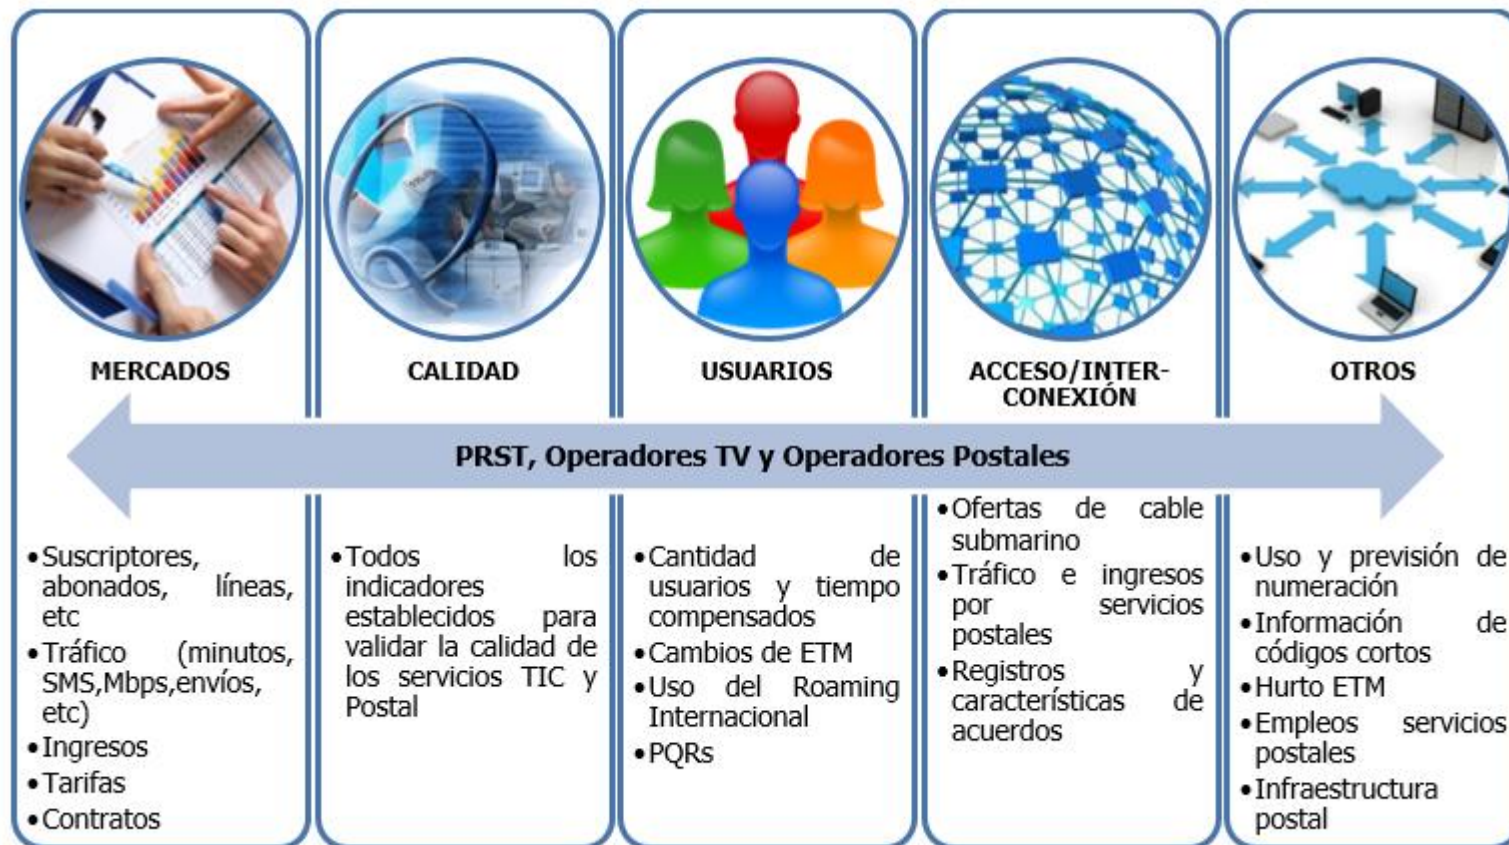 MERCADOS
CALIDAD
USUARIOS
ACCESO/INTER-
CONEXIÓN
OTROS
PRST, Operadores TV y Operadores Postales
•Suscriptores,
abonados, líneas,
etc
•Tráfico (minutos,
SMS,Mbps,envíos,
etc)
•Ingresos
•Tarifas
•Contratos
•Todos los
indicadores
establecidos para
validar la calidad de
los servicios TIC y
Postal
•Cantidad de
usuarios y tiempo
compensados
•Cambios de ETM
•Uso del Roaming
Internacional
•PQRs
•Ofertas de cable
submarino
•Tráfico e ingresos
por servicios
postales
•Registros y
características de
acuerdos
•Uso y previsión de
numeración
•Información de
códigos cortos
•Hurto ETM
•Empleos servicios
postales
•Infraestructura
postal